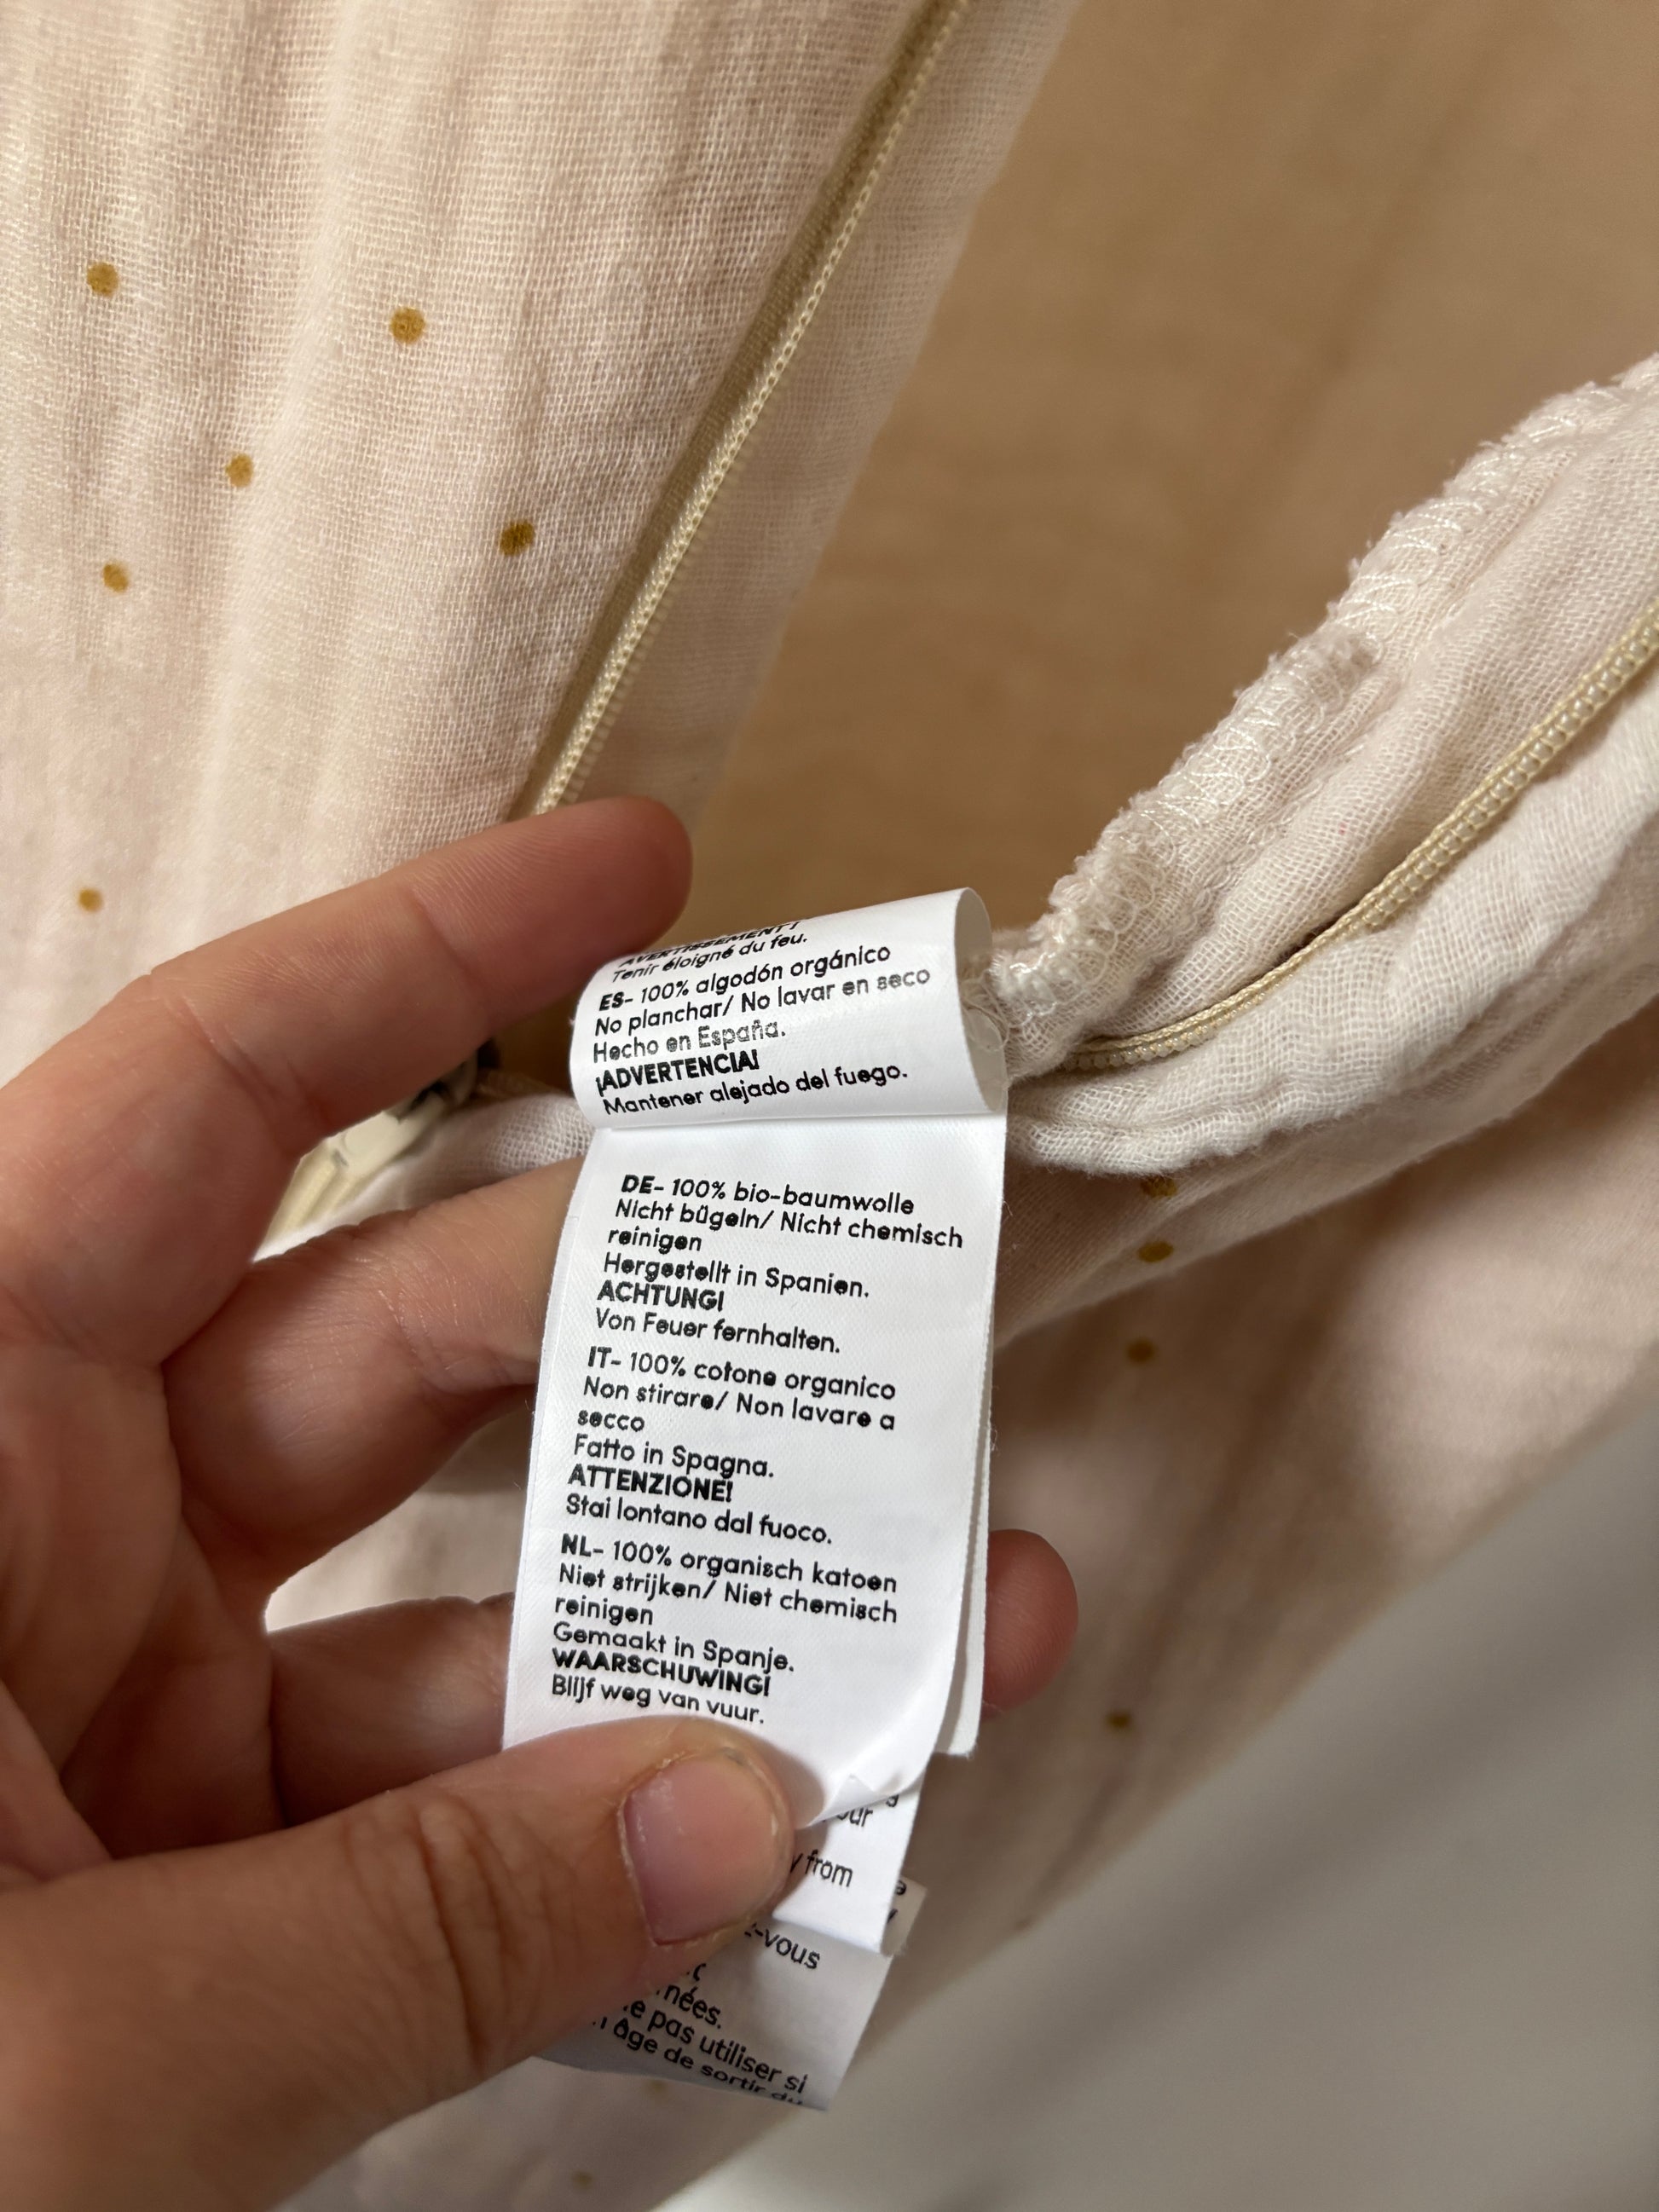 AVERTISSEMENT!
Tenir éloigné du feu.
ES- 100% algodón orgánico
No planchar/ No lavar en seco
Hecho en España.
¡ADVERTENCIA!
Mantener alejado del fuego.
DE- 100% bio-baumwolle
Nicht bügeln/ Nicht chemisch
reinigen
Hergestellt in Spanien.
ACHTUNG!
Von Feuer fernhalten.
IT- 100% cotone organico
Non stirare/ Non lavare a
secco
Fatto in Spagna.
ATTENZIONE!
Stai lontano dal fuoco.
NL- 100% organisch katoen
Niet strijken/ Niet chemisch
reinigen
Gemaakt in Spanje.
WAARSCHUWING!
Blijf weg van vuur.
from
-vous
nées.
pas utiliser si
âge de sortir du